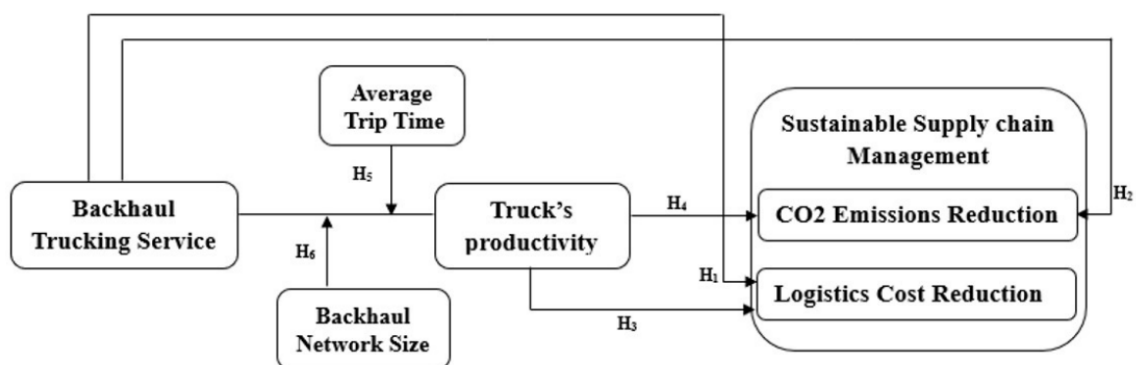 Average
Trip Time
Sustainable Supply chain
Management
H₅
Backhaul
Trucking Service
Truck's
productivity
H₄
CO2 Emissions Reduction
H₂
H₆
H₁
Logistics Cost Reduction
Backhaul
Network Size
H₃